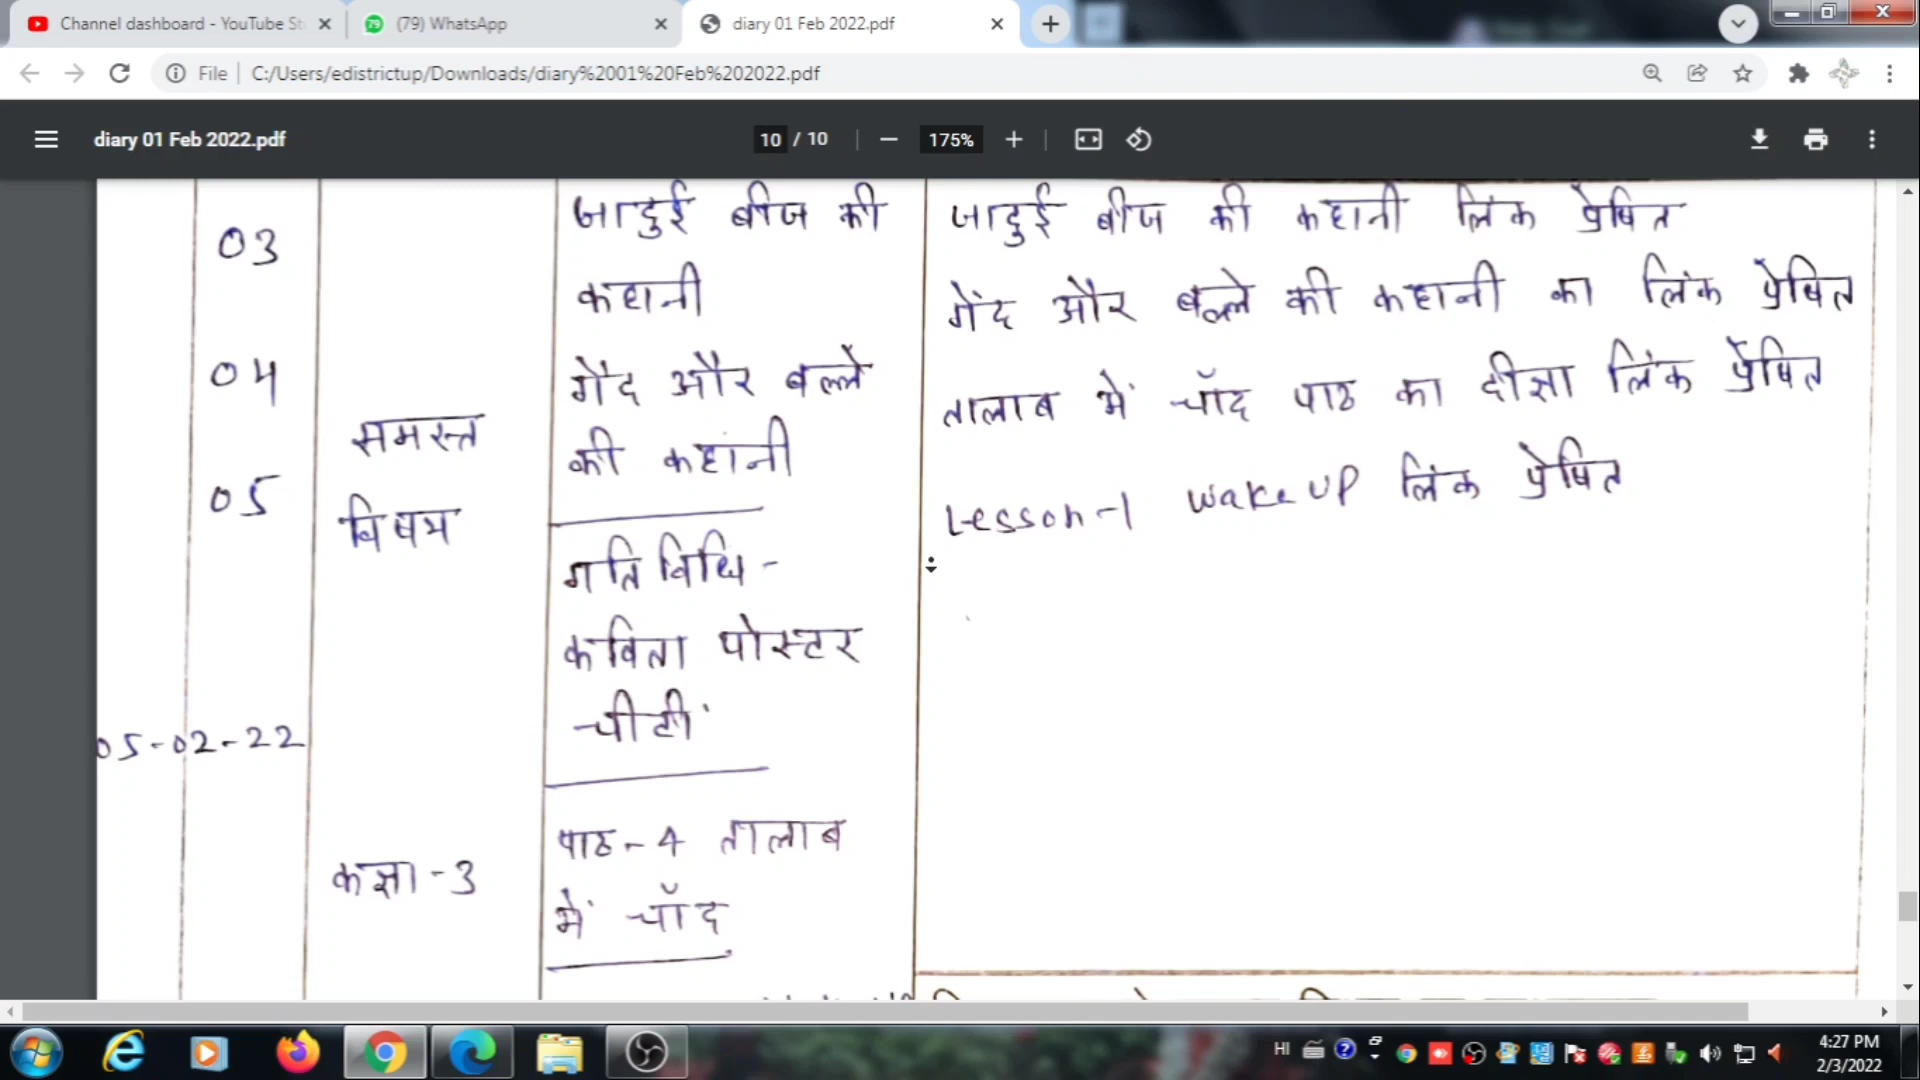 Channel dashboard - YouTube St
(79) WhatsApp
diary 01 Feb 2022.pdf
File
C:/Users/edistrictup/Downloads/diary%2001%20Feb%202022.pdf
diary 01 Feb 2022.pdf
10 / 10
175%
03
जादुई बीज की
कहानी
04
गेंद और बल्ले
की कहानी
05
समस्त
विषय
गतिविधि -
कविता पोस्टर
चीटी
05-02-22
कक्षा - 3
पाठ - 4 तालाब
में चाँद
जादुई बीज की कहानी लिंक प्रेषित
गेंद और बल्ले की कहानी का लिंक प्रेषित
तालाब में चाँद पाठ का दीक्षा लिंक प्रेषित
Lesson-1 wake up लिंक प्रेषित
HI
4:27 PM
2/3/2022